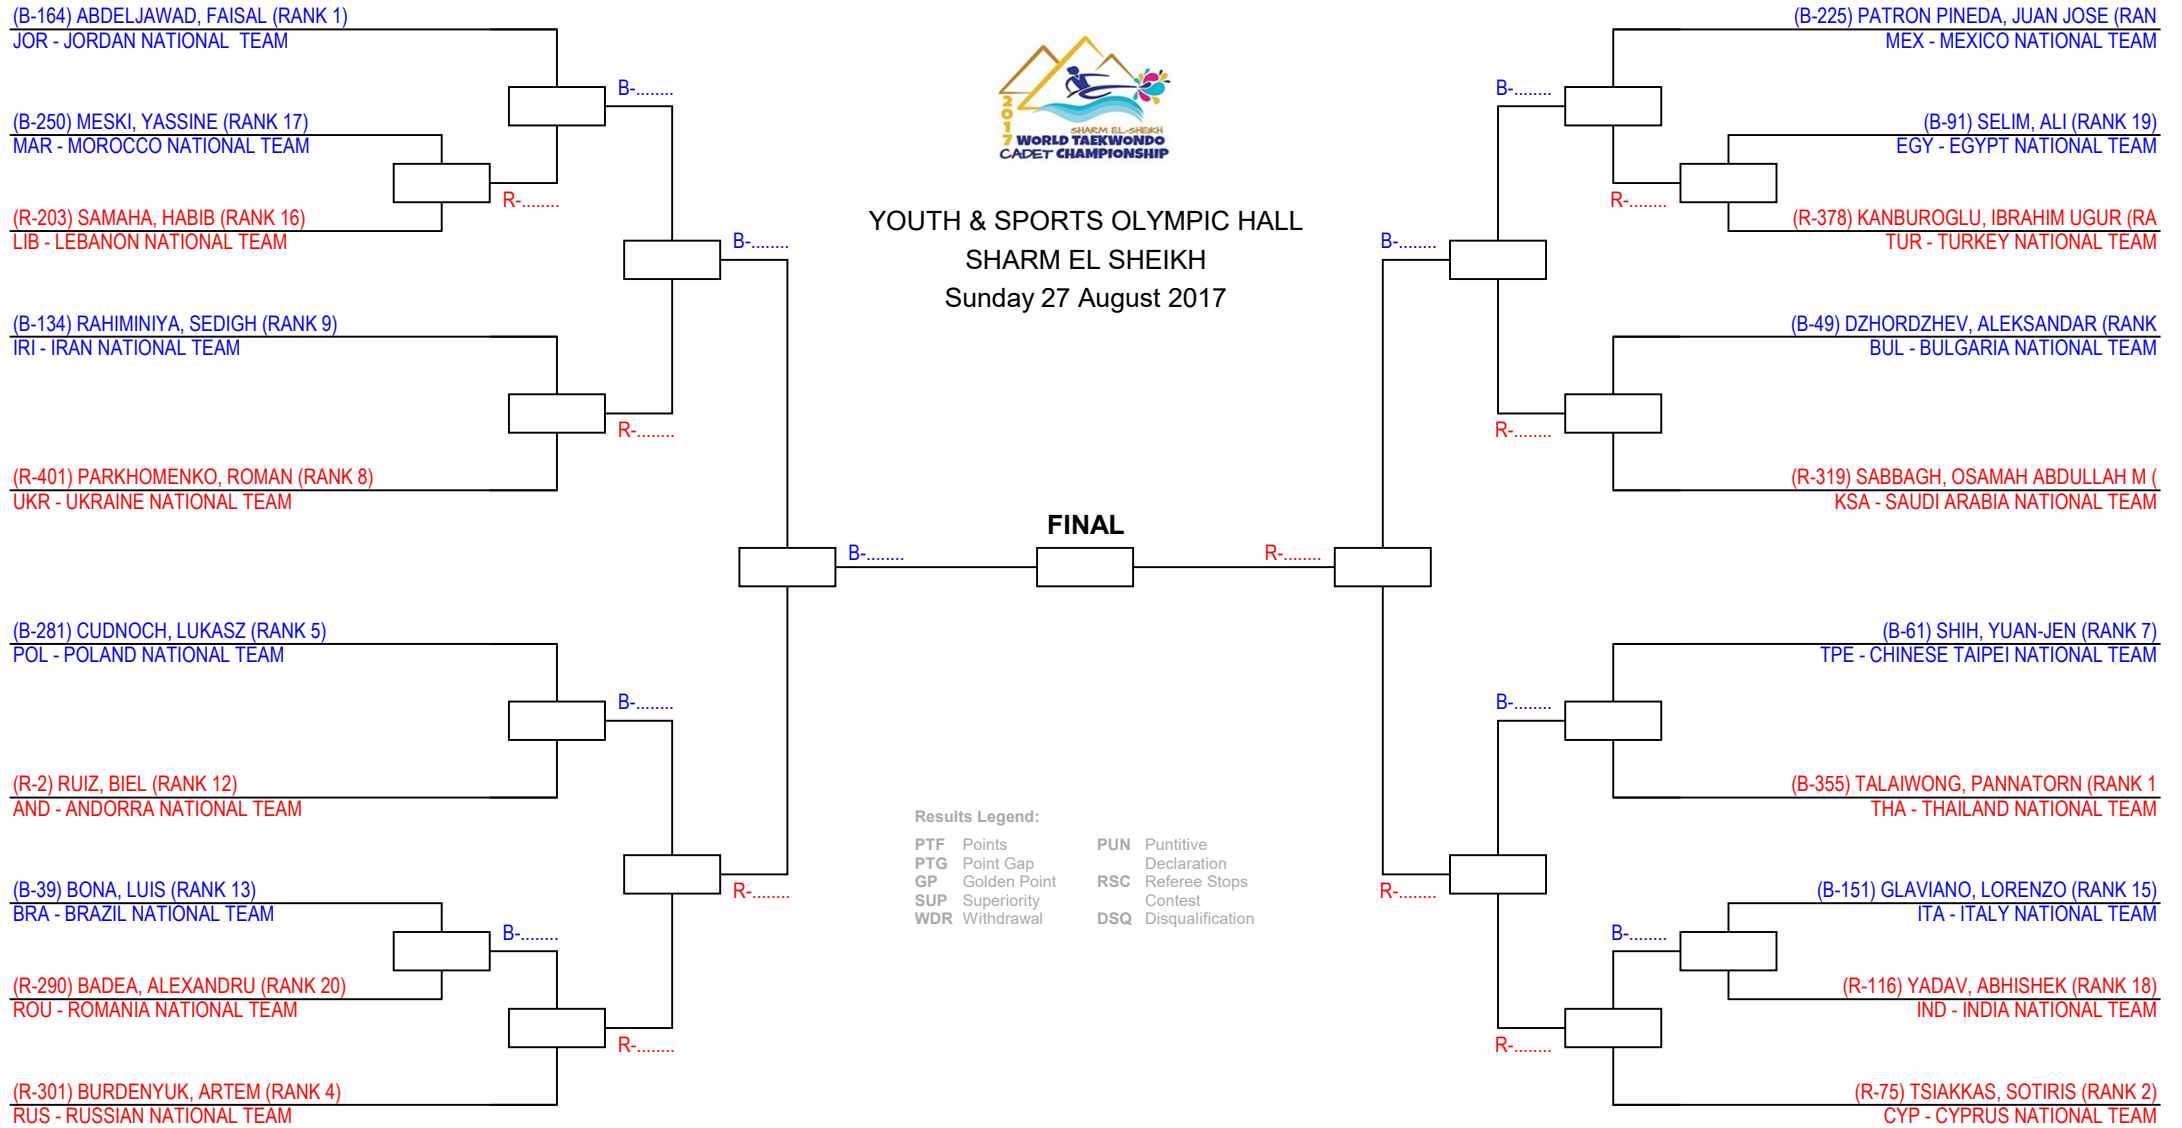 (B-164) ABDELJAWAD, FAISAL (RANK 1)
JOR - JORDAN NATIONAL  TEAM
B-........
(B-250) MESKI, YASSINE (RANK 17)
MAR - MOROCCO NATIONAL TEAM
R-........
(R-203) SAMAHA, HABIB (RANK 16)
LIB - LEBANON NATIONAL TEAM
B-........
(B-134) RAHIMINIYA, SEDIGH (RANK 9)
IRI - IRAN NATIONAL TEAM
R-........
(R-401) PARKHOMENKO, ROMAN (RANK 8)
UKR - UKRAINE NATIONAL TEAM
B-........
(B-281) CUDNOCH, LUKASZ (RANK 5)
POL - POLAND NATIONAL TEAM
B-........
(R-2) RUIZ, BIEL (RANK 12)
AND - ANDORRA NATIONAL TEAM
(B-39) BONA, LUIS (RANK 13)
BRA - BRAZIL NATIONAL TEAM
R-........
B-........
(R-290) BADEA, ALEXANDRU (RANK 20)
ROU - ROMANIA NATIONAL TEAM
R-........
(R-301) BURDENYUK, ARTEM (RANK 4)
RUS - RUSSIAN NATIONAL TEAM
2017
SHARM EL-SHEIKH
WORLD TAEKWONDO
CADET CHAMPIONSHIP
YOUTH & SPORTS OLYMPIC HALL
SHARM EL SHEIKH
Sunday 27 August 2017
FINAL
Results Legend:
PTF Points
PTG Point Gap
GP Golden Point
SUP Superiority
WDR Withdrawal
PUN Puntitive
Declaration
RSC Referee Stops
Contest
DSQ Disqualification
(B-225) PATRON PINEDA, JUAN JOSE (RAN
MEX - MEXICO NATIONAL TEAM
B-........
(B-91) SELIM, ALI (RANK 19)
EGY - EGYPT NATIONAL TEAM
R-........
(R-378) KANBUROGLU, IBRAHIM UGUR (RA
TUR - TURKEY NATIONAL TEAM
B-........
(B-49) DZHORDZHEV, ALEKSANDAR (RANK
BUL - BULGARIA NATIONAL TEAM
R-........
(R-319) SABBAGH, OSAMAH ABDULLAH M (
KSA - SAUDI ARABIA NATIONAL TEAM
R-........
(B-61) SHIH, YUAN-JEN (RANK 7)
TPE - CHINESE TAIPEI NATIONAL TEAM
B-........
(B-355) TALAIWONG, PANNATORN (RANK 1
THA - THAILAND NATIONAL TEAM
(B-151) GLAVIANO, LORENZO (RANK 15)
ITA - ITALY NATIONAL TEAM
R-........
B-........
(R-116) YADAV, ABHISHEK (RANK 18)
IND - INDIA NATIONAL TEAM
R-........
(R-75) TSIAKKAS, SOTIRIS (RANK 2)
CYP - CYPRUS NATIONAL TEAM